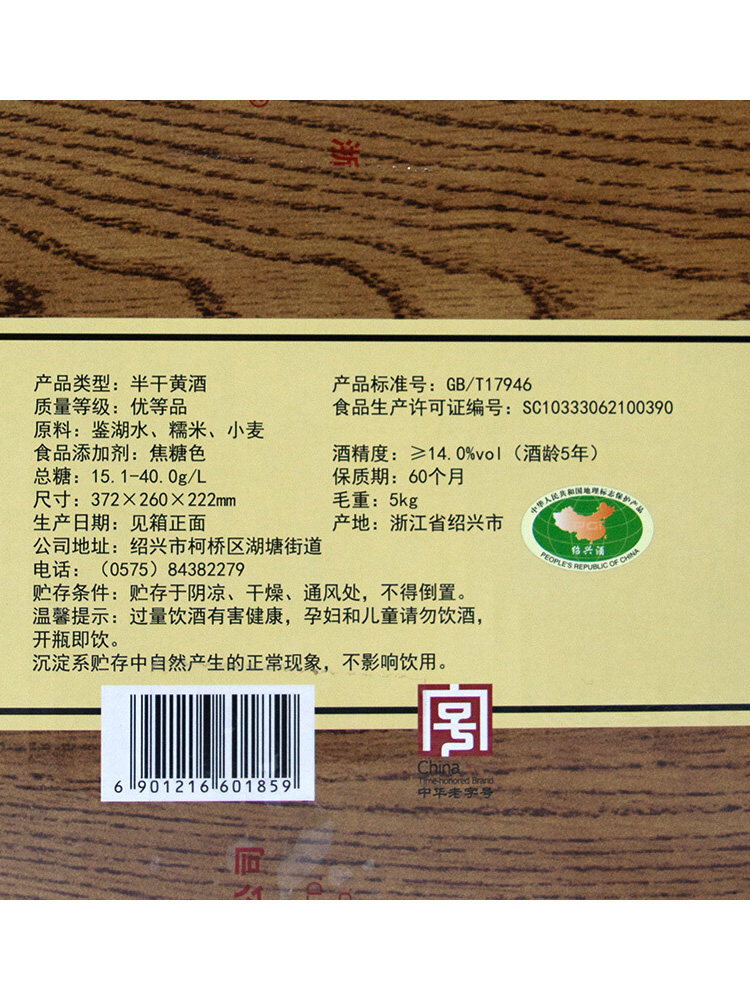 浙
产品类型：半干黄酒
产品标准号：GB/T17946
质量等级：优等品
食品生产许可证编号：SC10333062100390
原料：鉴湖水、糯米、小麦
食品添加剂：焦糖色
酒精度：≥14.0%vol（酒龄5年）
总糖：15.1-40.0g/L
保质期：60个月
尺寸：372×260×222mm
毛重：5kg
生产日期：见箱正面
产地：浙江省绍兴市
公司地址：绍兴市柯桥区湖塘街道
电话：（0575）84382279
贮存条件：贮存于阴凉、干燥、通风处，不得倒置。
温馨提示：过量饮酒有害健康，孕妇和儿童请勿饮酒，
开瓶即饮。
沉淀系贮存中自然产生的正常现象，不影响饮用。
中华人民共和国地理标志保护产品
绍兴酒
PEOPLE'S REPUBLIC OF CHINA
6 901216 601859
China
Time-honored Brand
中华老字号
公司